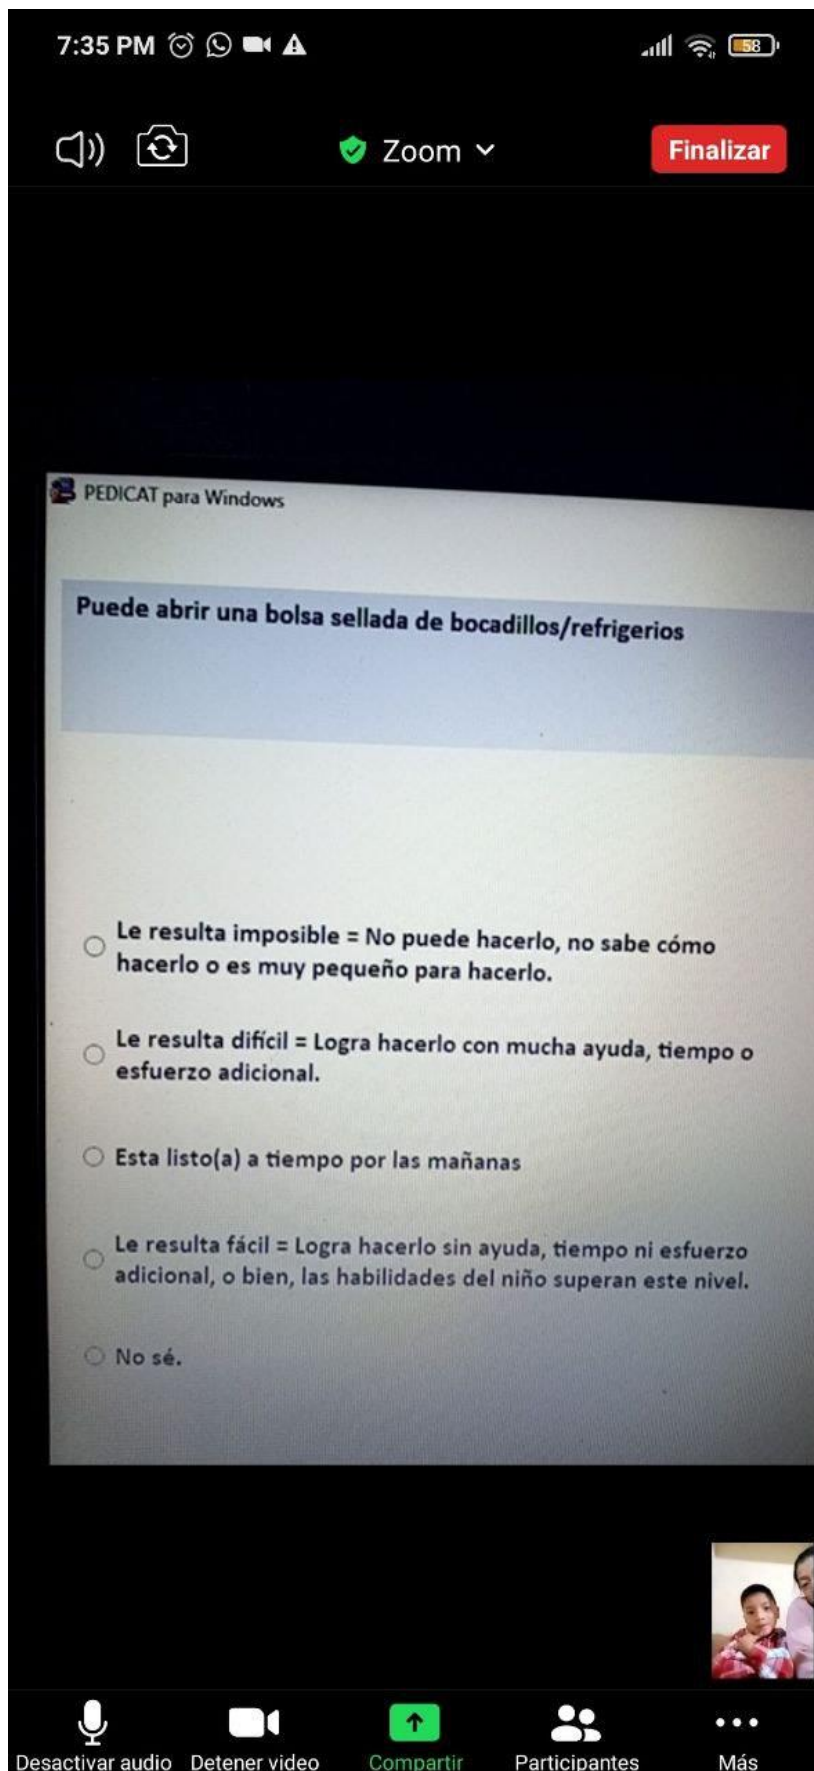 7:35 PM
58
Zoom
Finalizar
PEDICAT para Windows
Puede abrir una bolsa sellada de bocadillos/refrigerios
Le resulta imposible = No puede hacerlo, no sabe cómo
hacerlo o es muy pequeño para hacerlo.
Le resulta difícil = Logra hacerlo con mucha ayuda, tiempo o
esfuerzo adicional.
Esta listo(a) a tiempo por las mañanas
Le resulta fácil = Logra hacerlo sin ayuda, tiempo ni esfuerzo
adicional, o bien, las habilidades del niño superan este nivel.
No sé.
Desactivar audio Detener video Compartir Participantes Más